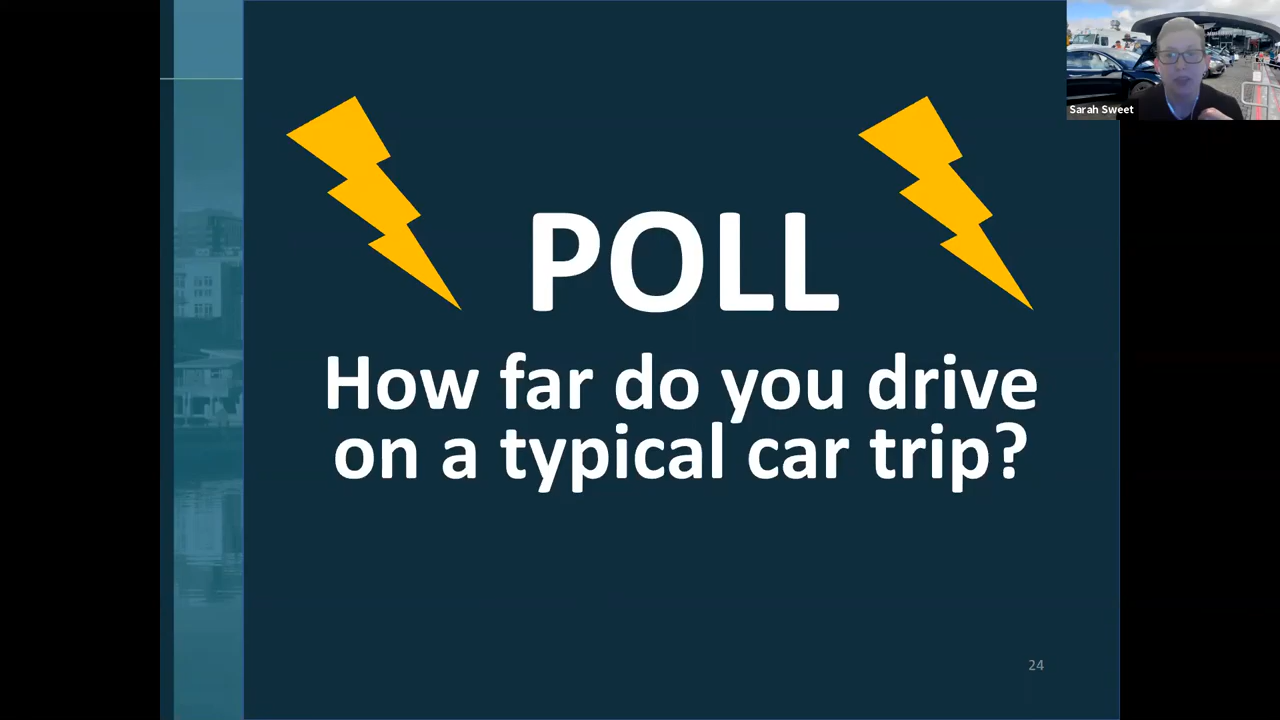 Sarah Sweet
POLL
How far do you drive
on a typical car trip?
24